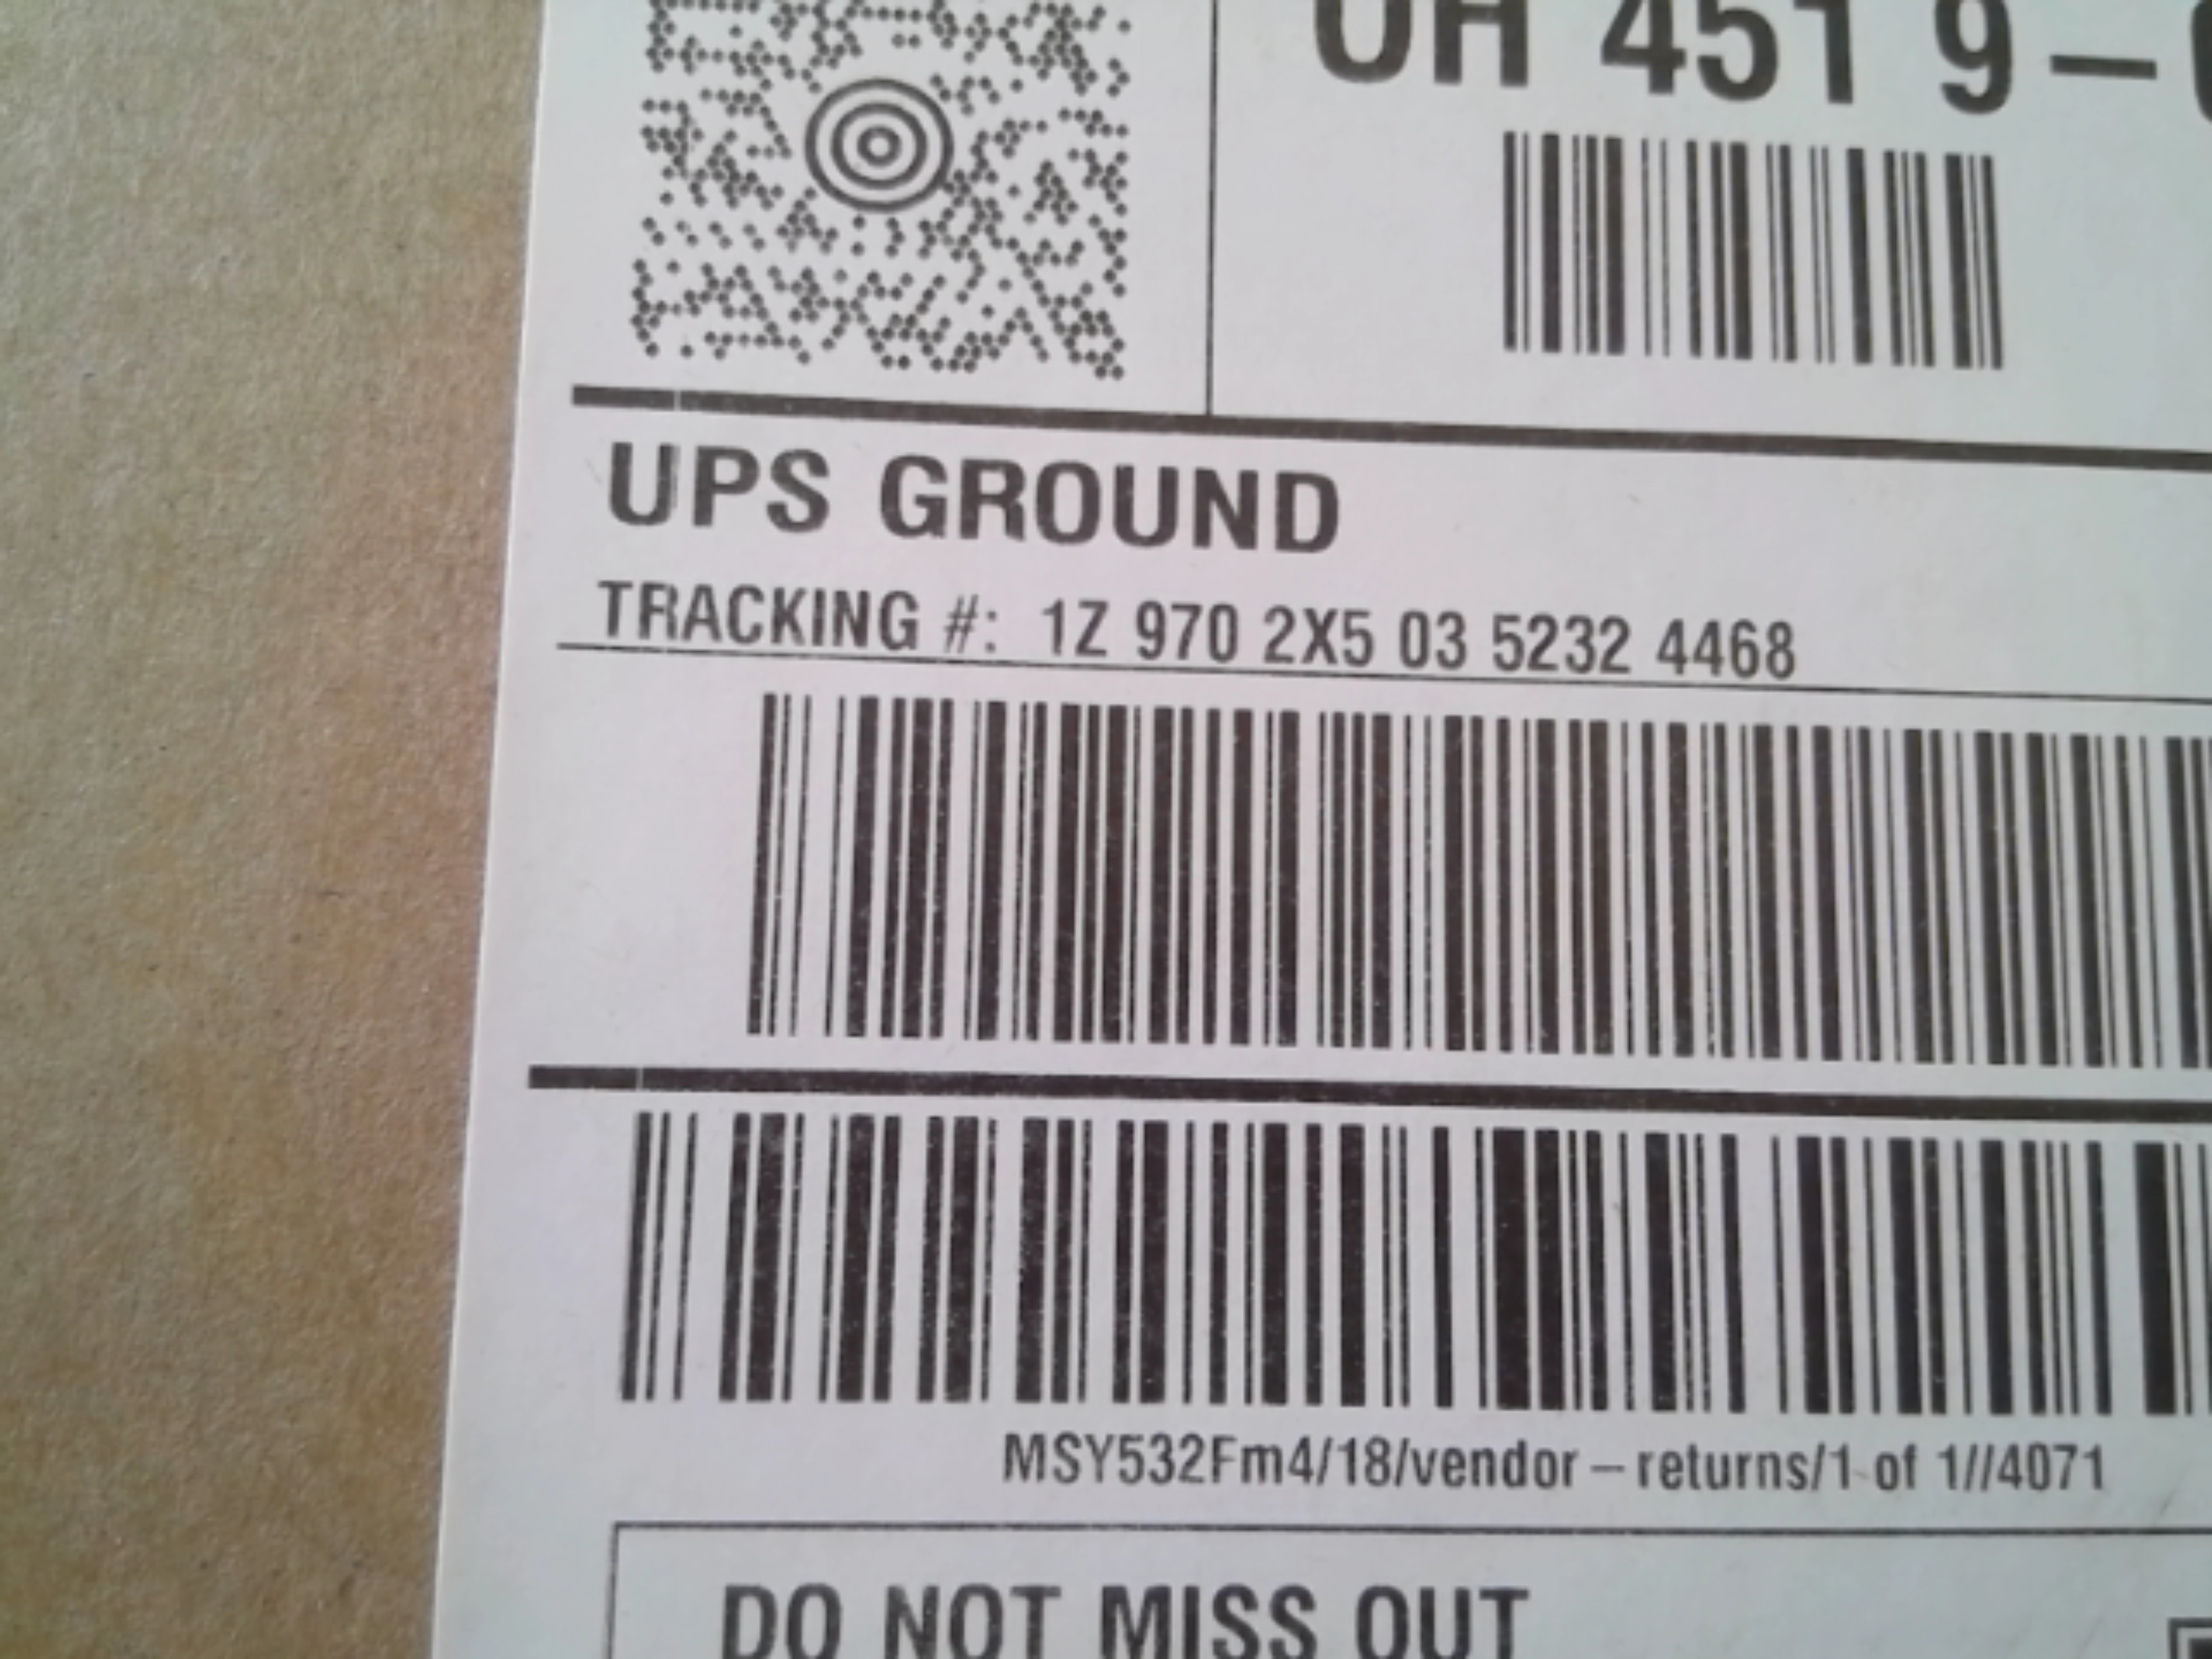 OH 451 9–
UPS GROUND
TRACKING #: 1Z 970 2X5 03 5232 4468
MSY532Fm4/18/vendor – returns/1 of 1//4071
DO NOT MISS OUT